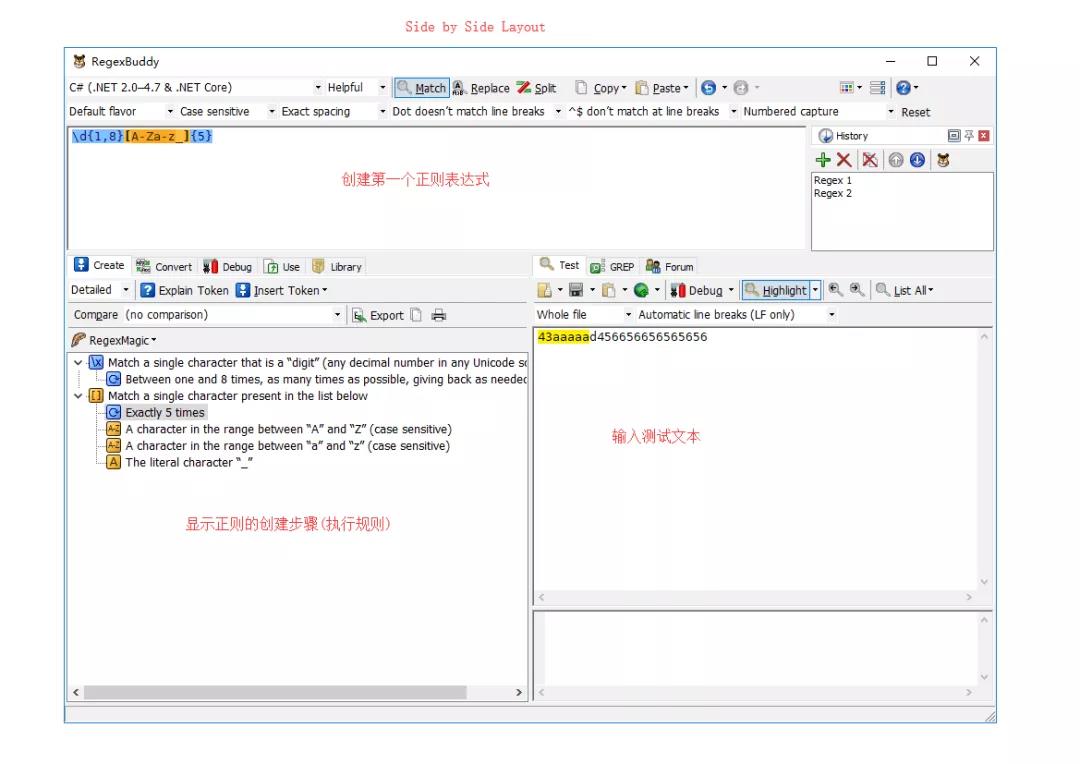 Side by Side Layout
RegexBuddy
C# (.NET 2.0–4.7 & .NET Core) Helpful Match Replace Split Copy Paste
Default flavor Case sensitive Exact spacing Dot doesn't match line breaks ^$ don't match at line breaks Numbered capture Reset
\d{1,8}[A-Za-z_]{5}
创建第一个正则表达式
History
Regex 1
Regex 2
Create Convert Debug Use Library
Detailed Explain Token Insert Token
Compare (no comparison) Export
RegexMagic
Match a single character that is a “digit” (any decimal number in any Unicode
Between one and 8 times, as many times as possible, giving back as needed
Match a single character present in the list below
Exactly 5 times
A character in the range between “A” and “Z” (case sensitive)
A character in the range between “a” and “z” (case sensitive)
The literal character “_”
显示正则的创建步骤(执行规则)
Test GREP Forum
Debug Highlight List All
Whole file Automatic line breaks (LF only)
43aaaaad456656656565656
输入测试文本